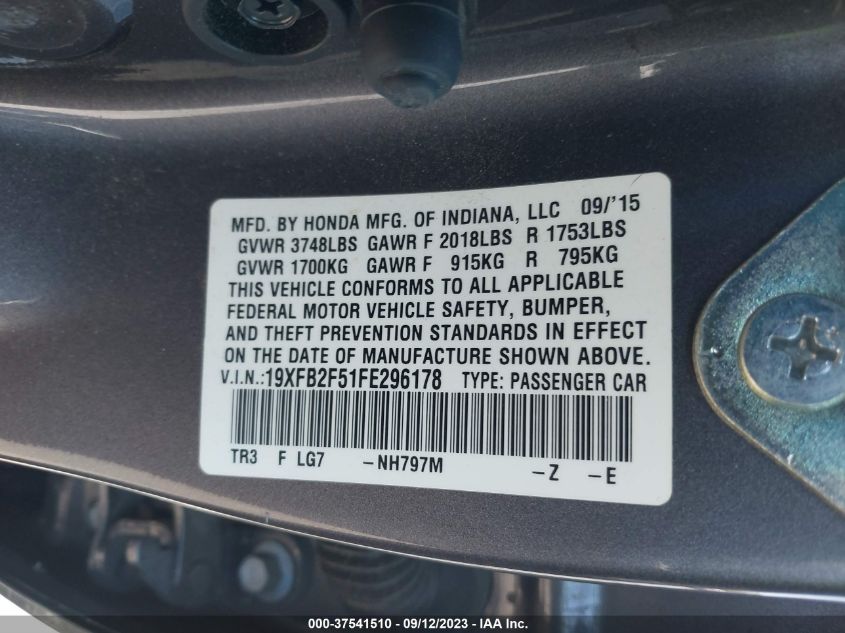 MFD. BY HONDA MFG. OF INDIANA, LLC 09/'15
GVWR 3748LBS GAWR F 2018LBS R 1753LBS
GVWR 1700KG GAWR F 915KG R 795KG
THIS VEHICLE CONFORMS TO ALL APPLICABLE
FEDERAL MOTOR VEHICLE SAFETY, BUMPER,
AND THEFT PREVENTION STANDARDS IN EFFECT
ON THE DATE OF MANUFACTURE SHOWN ABOVE.
V.I.N.:19XFB2F51FE296178 TYPE: PASSENGER CAR
TR3 F LG7 -NH797M -Z -E
000-37541510 - 09/12/2023 - IAA Inc.